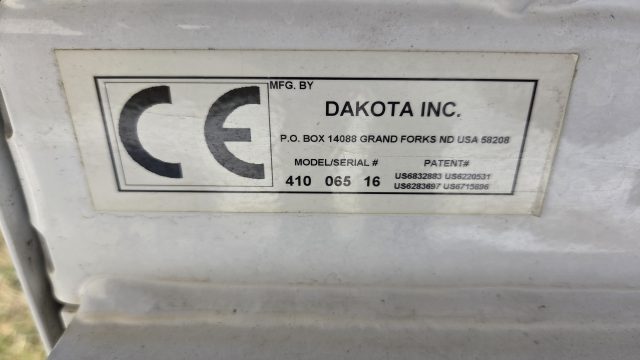 CE
MFG. BY
DAKOTA INC.
P.O. BOX 14088 GRAND FORKS ND USA 58208
MODEL/SERIAL # PATENT#
410 065 16
US6832883 US6220531
US6283697 US6715696